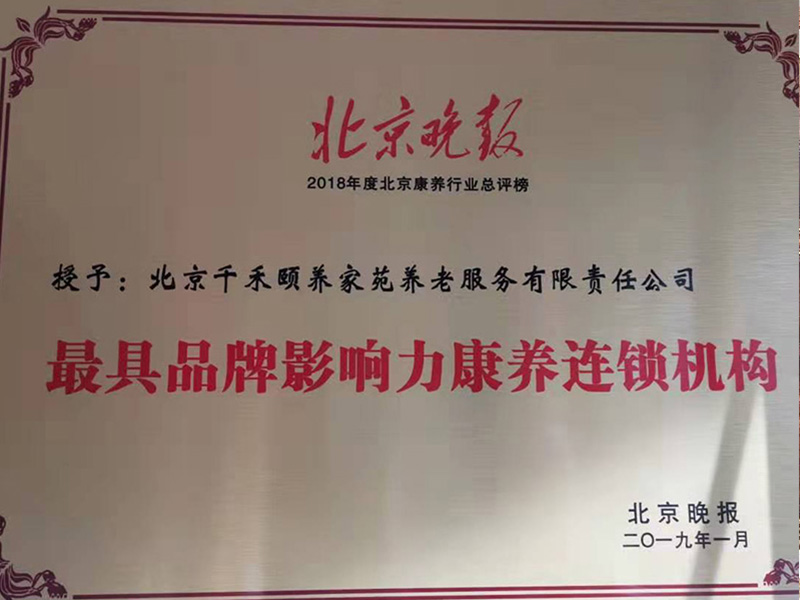 北京晚报
2018年度北京康养行业总评榜
授予：北京千禾颐养家苑养老服务有限责任公司
最具品牌影响力康养连锁机构
北京晚报
二〇一九年一月